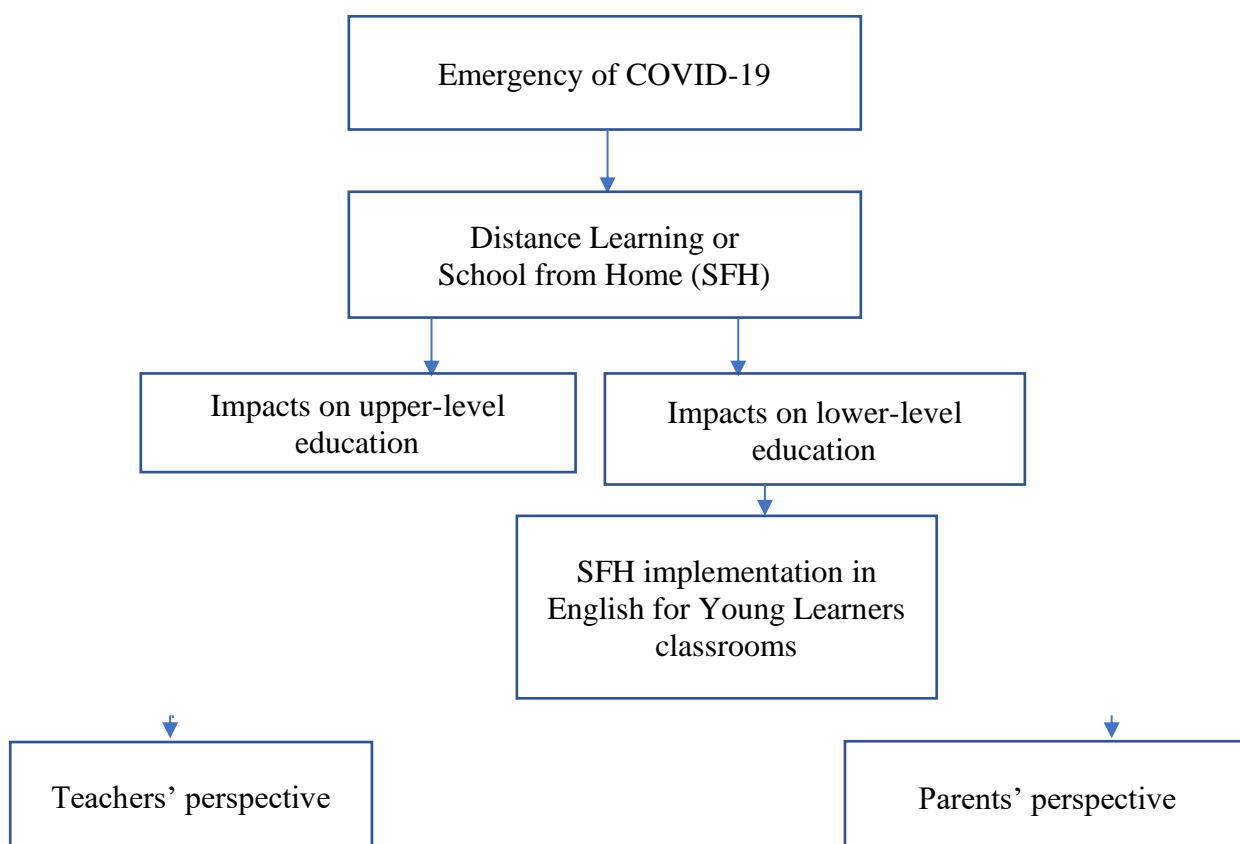 Emergency of COVID-19
Distance Learning or
School from Home (SFH)
Impacts on upper-level
education
Impacts on lower-level
education
SFH implementation in
English for Young Learners
classrooms
Teachers’ perspective
Parents’ perspective